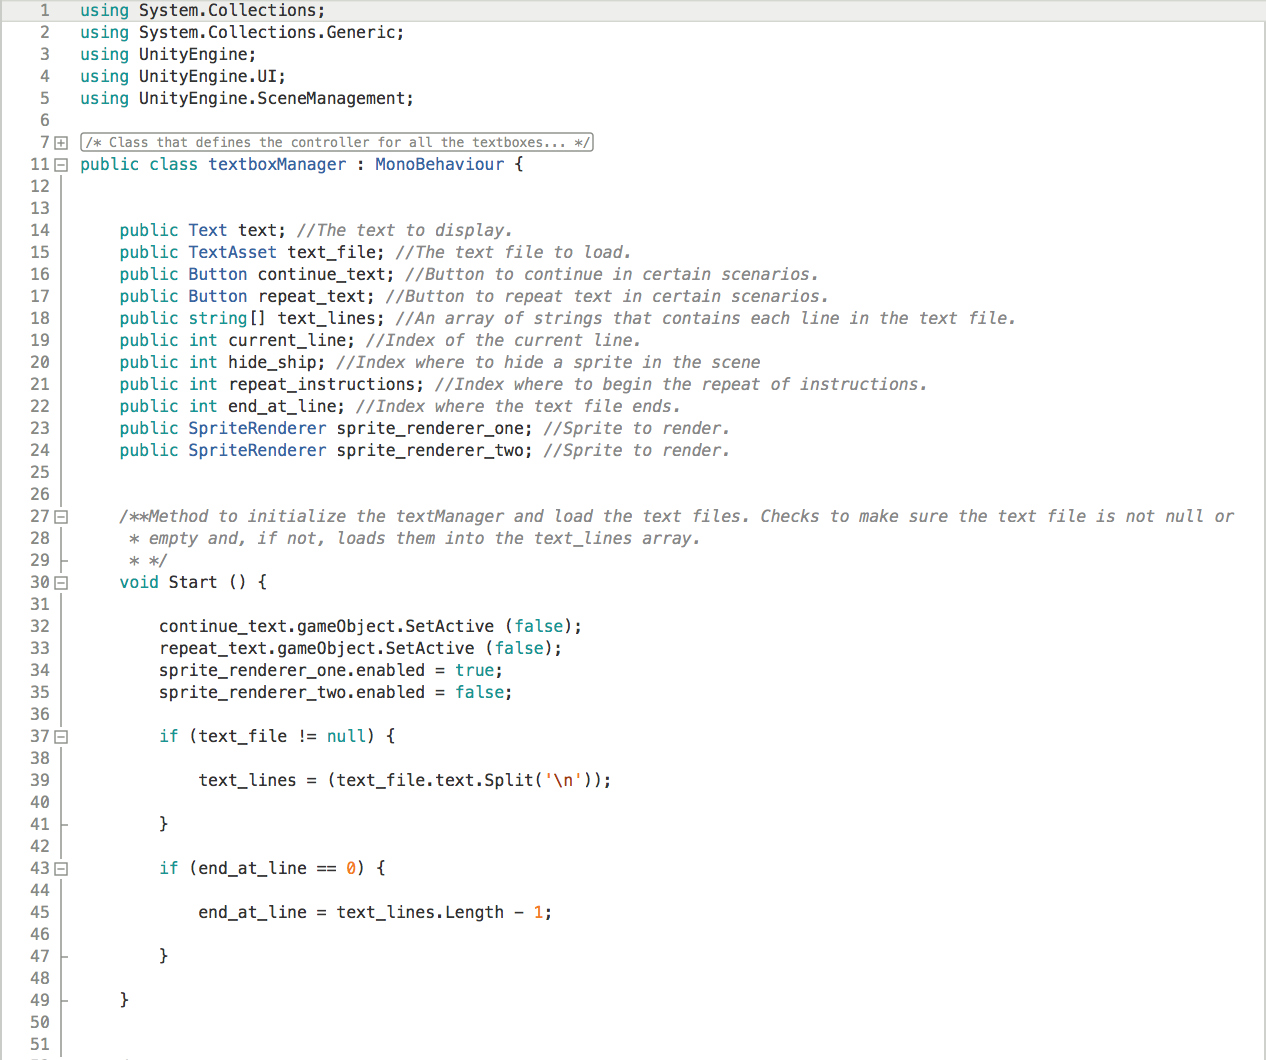 1 using System.Collections;
2 using System.Collections.Generic;
3 using UnityEngine;
4 using UnityEngine.UI;
5 using UnityEngine.SceneManagement;
6
7 /* Class that defines the controller for all the textboxes... */
11 public class textboxManager : MonoBehaviour {
12
13
14 public Text text; //The text to display.
15 public TextAsset text_file; //The text file to load.
16 public Button continue_text; //Button to continue in certain scenarios.
17 public Button repeat_text; //Button to repeat text in certain scenarios.
18 public string[] text_lines; //An array of strings that contains each line in the text file.
19 public int current_line; //Index of the current line.
20 public int hide_ship; //Index where to hide a sprite in the scene
21 public int repeat_instructions; //Index where to begin the repeat of instructions.
22 public int end_at_line; //Index where the text file ends.
23 public SpriteRenderer sprite_renderer_one; //Sprite to render.
24 public SpriteRenderer sprite_renderer_two; //Sprite to render.
25
26
27 /**Method to initialize the textManager and load the text files. Checks to make sure the text file is not null or
28 * empty and, if not, loads them into the text_lines array.
29 * */
30 void Start () {
31
32 continue_text.gameObject.SetActive (false);
33 repeat_text.gameObject.SetActive (false);
34 sprite_renderer_one.enabled = true;
35 sprite_renderer_two.enabled = false;
36
37 if (text_file != null) {
38
39 text_lines = (text_file.text.Split('\n'));
40
41 }
42
43 if (end_at_line == 0) {
44
45 end_at_line = text_lines.Length - 1;
46
47 }
48
49 }
50
51